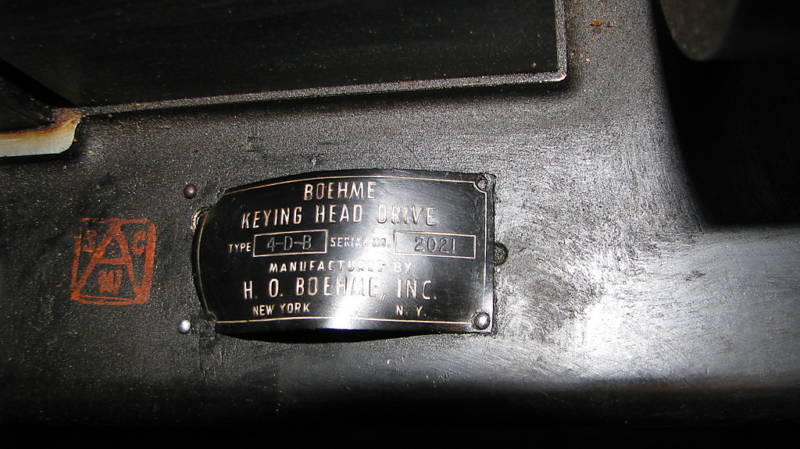 BOEHME
KEYING HEAD DRIVE
TYPE 4-D-B SERIAL NO. 2021
MANUFACTURED BY
H. O. BOEHME, INC.
NEW YORK N. Y.